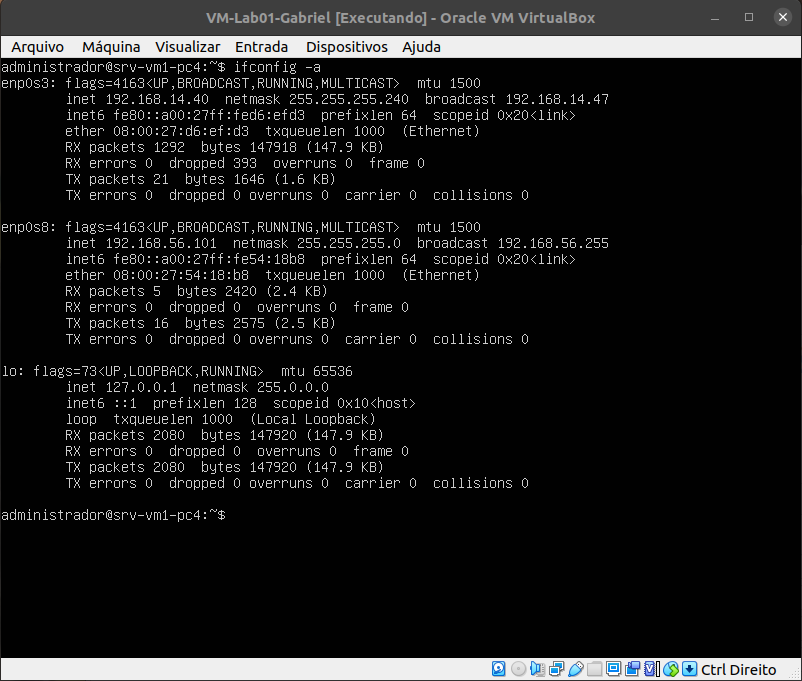 VM-Lab01-Gabriel [Executando] - Oracle VM VirtualBox
Arquivo Máquina Visualizar Entrada Dispositivos Ajuda
administrador@srv-vm1-pc4:~$ ifconfig -a
enp0s3: flags=4163<UP,BROADCAST,RUNNING,MULTICAST>  mtu 1500
        inet 192.168.14.40  netmask 255.255.255.240  broadcast 192.168.14.47
        inet6 fe80::a00:27ff:fed6:efd3  prefixlen 64  scopeid 0x20<link>
        ether 08:00:27:d6:ef:d3  txqueuelen 1000  (Ethernet)
        RX packets 1292  bytes 147918 (147.9 KB)
        RX errors 0  dropped 393  overruns 0  frame 0
        TX packets 21  bytes 1646 (1.6 KB)
        TX errors 0  dropped 0 overruns 0  carrier 0  collisions 0
enp0s8: flags=4163<UP,BROADCAST,RUNNING,MULTICAST>  mtu 1500
        inet 192.168.56.101  netmask 255.255.255.0  broadcast 192.168.56.255
        inet6 fe80::a00:27ff:fe54:18b8  prefixlen 64  scopeid 0x20<link>
        ether 08:00:27:54:18:b8  txqueuelen 1000  (Ethernet)
        RX packets 5  bytes 2420 (2.4 KB)
        RX errors 0  dropped 0  overruns 0  frame 0
        TX packets 16  bytes 2575 (2.5 KB)
        TX errors 0  dropped 0 overruns 0  carrier 0  collisions 0
lo: flags=73<UP,LOOPBACK,RUNNING>  mtu 65536
        inet 127.0.0.1  netmask 255.0.0.0
        inet6 ::1  prefixlen 128  scopeid 0x10<host>
        loop  txqueuelen 1000  (Local Loopback)
        RX packets 2080  bytes 147920 (147.9 KB)
        RX errors 0  dropped 0  overruns 0  frame 0
        TX packets 2080  bytes 147920 (147.9 KB)
        TX errors 0  dropped 0 overruns 0  carrier 0  collisions 0
administrador@srv-vm1-pc4:~$
Ctrl Direito